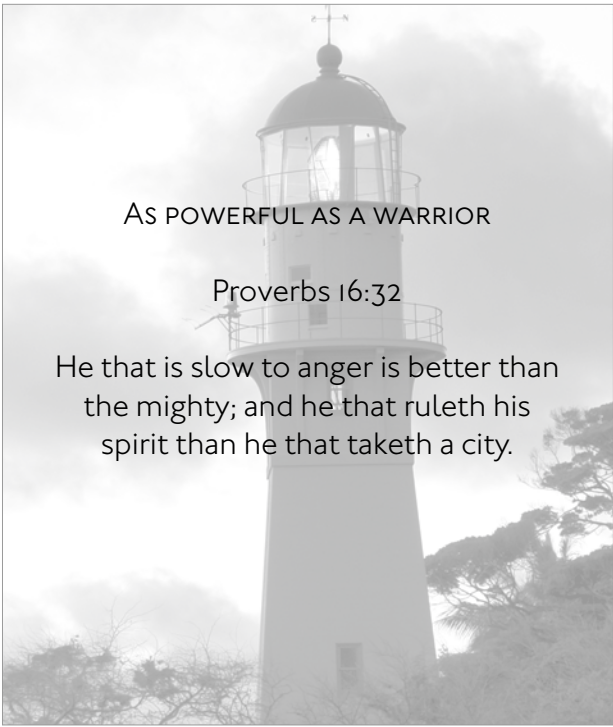 As powerful as a warrior
Proverbs 16:32
He that is slow to anger is better than
the mighty; and he that ruleth his
spirit than he that taketh a city.